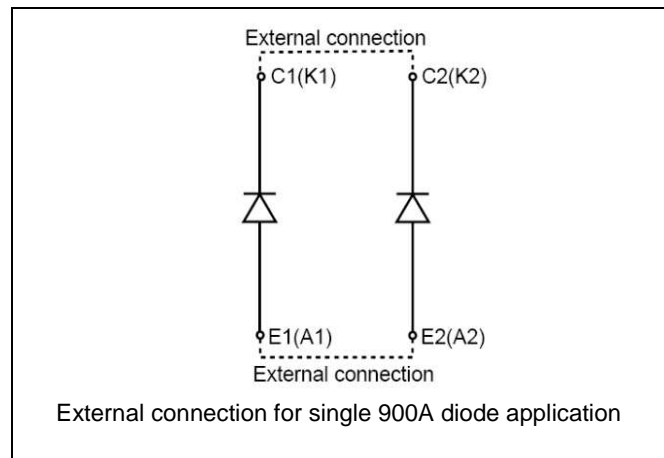 External connection
C1(K1) C2(K2)
E1(A1) E2(A2)
External connection
External connection for single 900A diode application